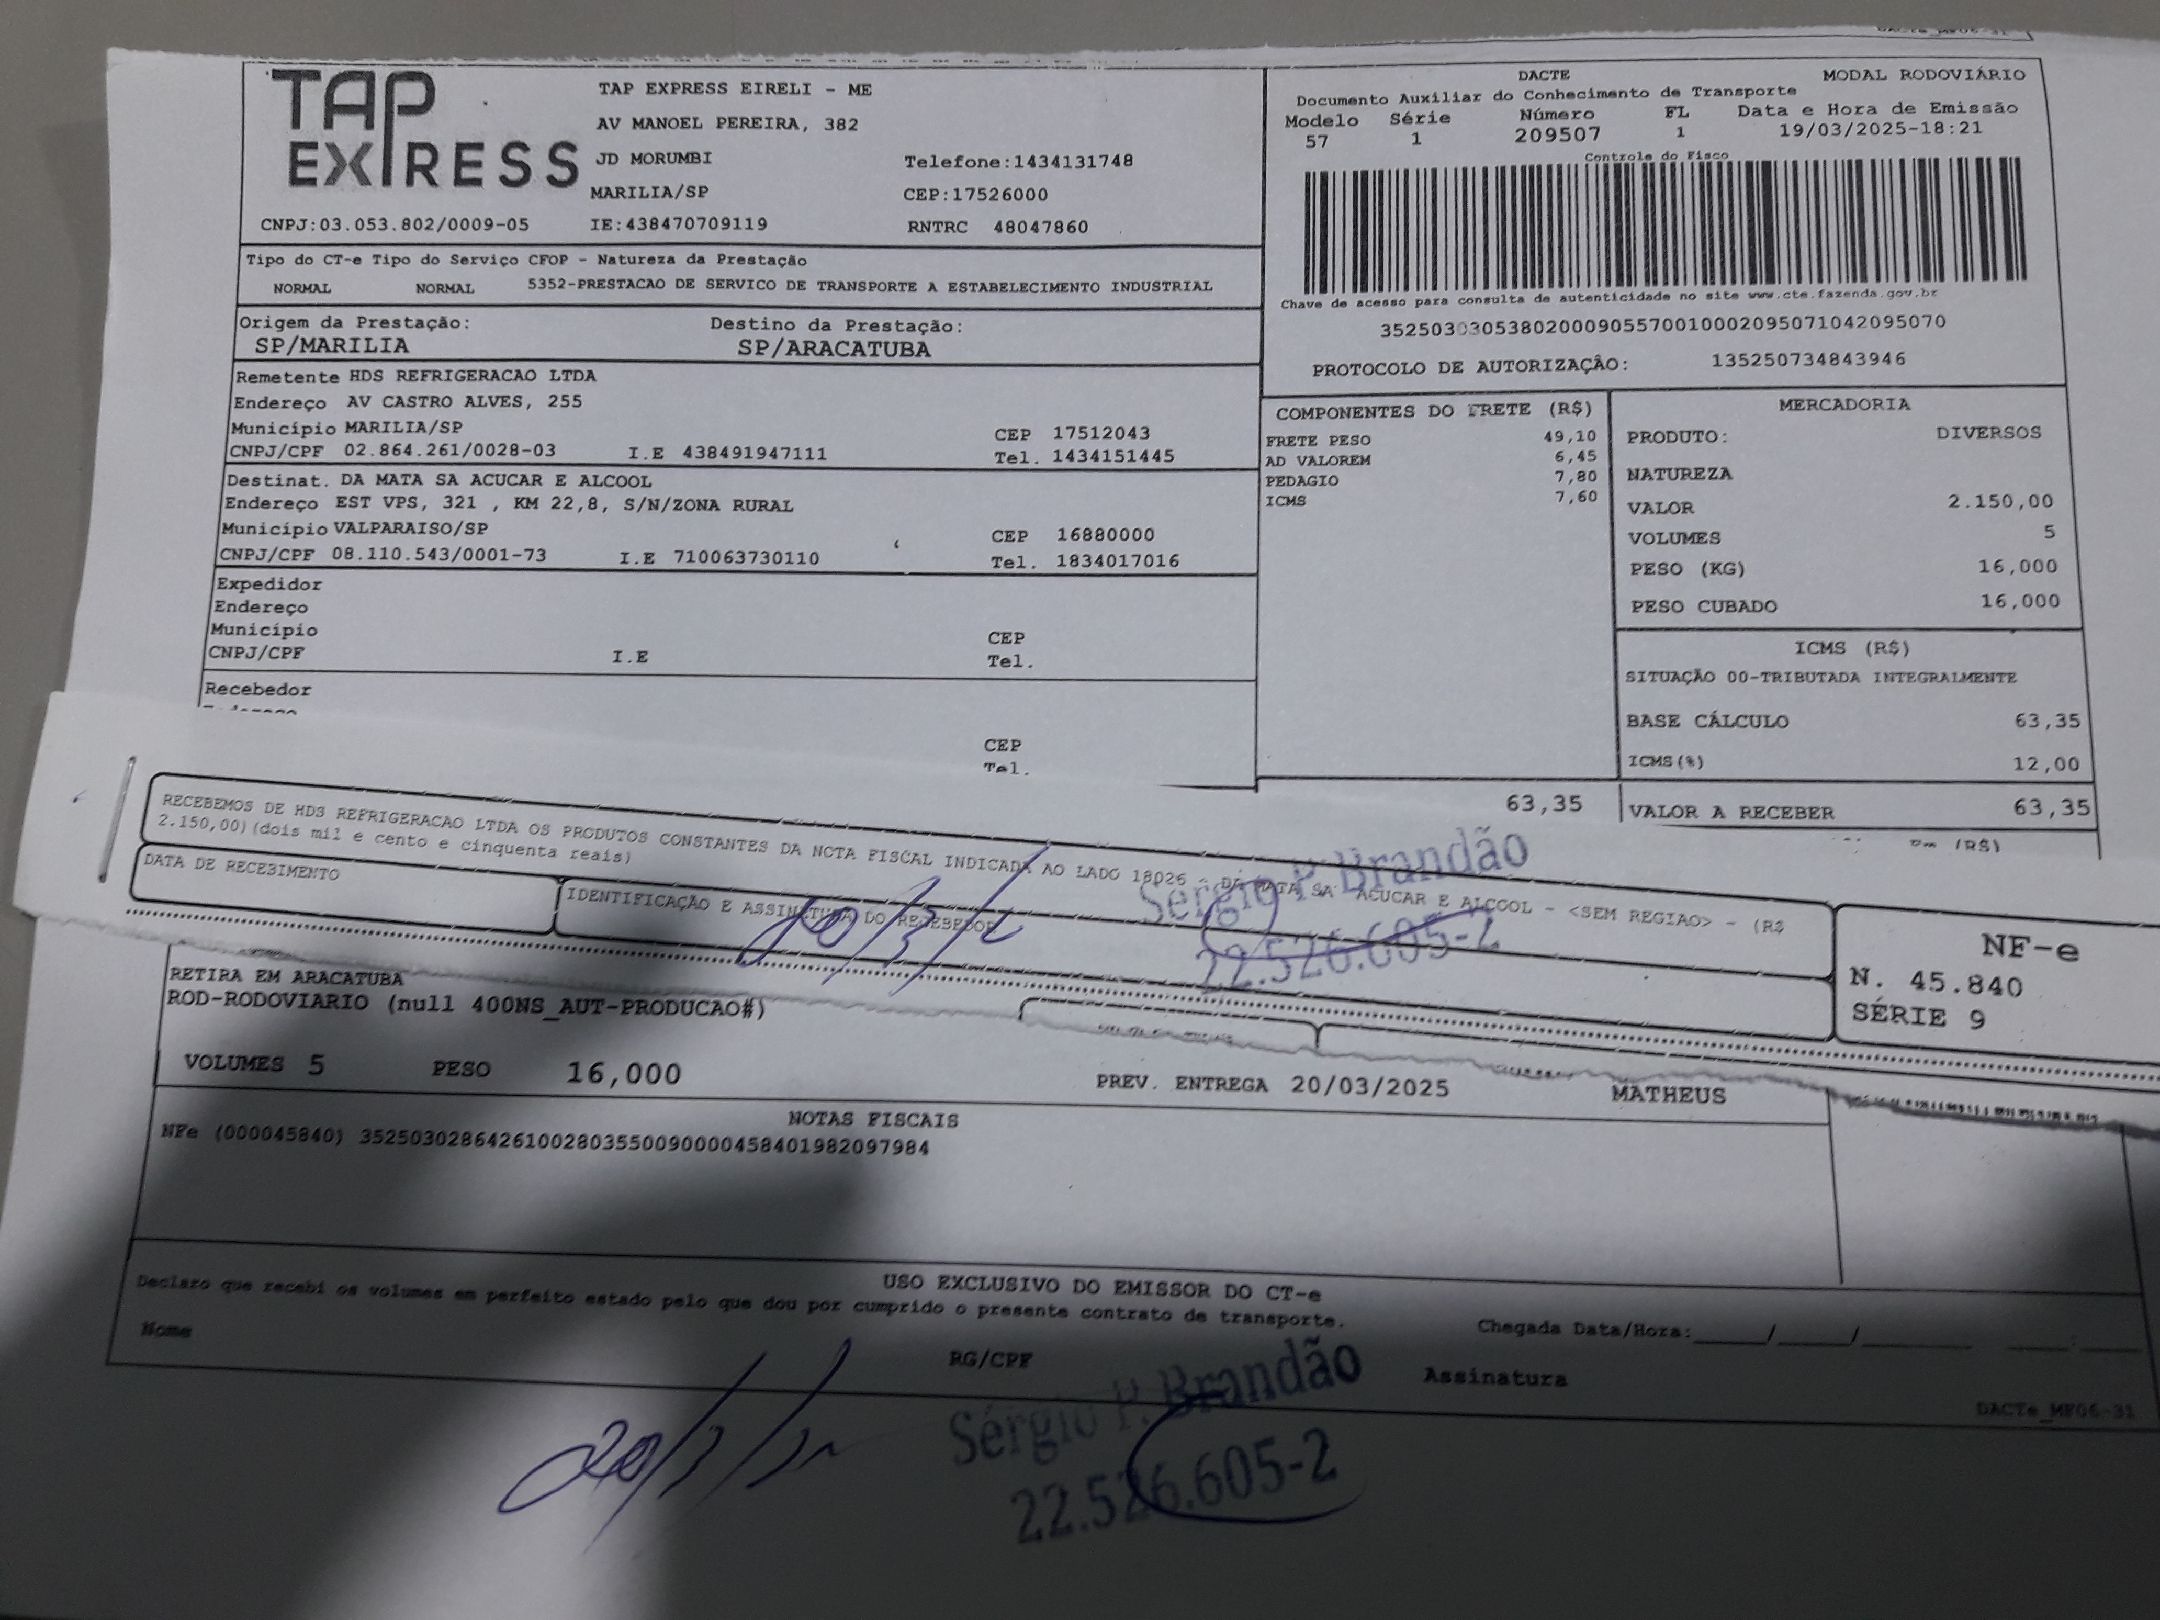 TAP EXPRESS
TAP EXPRESS EIRELI - ME
AV MANOEL PEREIRA, 382
JD MORUMBI Telefone:1434131748
MARILIA/SP CEP:17526000
CNPJ:03.053.802/0009-05 IE:438470709119 RNTRC 48047860
DACTE MODAL RODOVIÁRIO
Documento Auxiliar do Conhecimento de Transporte
Modelo Série Número FL Data e Hora de Emissão
57 1 209507 1 19/03/2025-18:21
Controle do Fisco
Chave de acesso para consulta de autenticidade no site www.cte.fazenda.gov.br
35250303053802000905570010002095071042095070
PROTOCOLO DE AUTORIZAÇÂO: 135250734843946
Tipo do CT-e Tipo do Serviço CFOP - Natureza da Prestação
NORMAL NORMAL 5352-PRESTACAO DE SERVICO DE TRANSPORTE A ESTABELECIMENTO INDUSTRIAL
Origem da Prestação: Destino da Prestação:
SP/MARILIA SP/ARACATUBA
Remetente HDS REFRIGERACAO LTDA
Endereço AV CASTRO ALVES, 255
Município MARILIA/SP CEP 17512043
CNPJ/CPF 02.864.261/0028-03 I.E 438491947111 Tel. 1434151445
Destinat. DA MATA SA ACUCAR E ALCOOL
Endereço EST VPS, 321 , KM 22,8, S/N/ZONA RURAL
Município VALPARAISO/SP CEP 16880000
CNPJ/CPF 08.110.543/0001-73 I.E 710063730110 Tel. 1834017016
Expedidor
Endereço
Município CEP
CNPJ/CPF I.E Tel.
Recebedor
CEP
Tel.
COMPONENTES DO FRETE (R$)
FRETE PESO 49,10
AD VALOREM 6,45
PEDAGIO 7,80
ICMS 7,60
63,35
MERCADORIA
PRODUTO: DIVERSOS
NATUREZA
VALOR 2.150,00
VOLUMES 5
PESO (KG) 16,000
PESO CUBADO 16,000
ICMS (R$)
SITUAÇÃO 00-TRIBUTADA INTEGRALMENTE
BASE CÁLCULO 63,35
ICMS(%) 12,00
VALOR A RECEBER 63,35
(R$)
RECEBEMOS DE HDS REFRIGERACAO LTDA OS PRODUTOS CONSTANTES DA NOTA FISCAL INDICADA AO LADO 18026 - DA MATA SA ACUCAR E ALCOOL - <SEM REGIAO> - (R$
2.150,00)(dois mil e cento e cinquenta reais)
DATA DE RECEBIMENTO
IDENTIFICAÇÃO E ASSINATURA DO RECEBEDOR
Sérgio P. Brandão
22.526.605-2
NF-e
N. 45.840
SÉRIE 9
RETIRA EM ARACATUBA
ROD-RODOVIARIO (null 400NS_AUT-PRODUCAO#)
VOLUMES 5 PESO 16,000 PREV. ENTREGA 20/03/2025 MATHEUS
NOTAS FISCAIS
NFe (000045840) 35250302864261002803550090000458401982097984
USO EXCLUSIVO DO EMISSOR DO CT-e
Declaro que recebi os volumes em perfeito estado pelo que dou por cumprido o presente contrato de transporte.
Nome RG/CPF Assinatura
Chegada Data/Hora:_____/_____/_______ ____:____
DACTe_MF06-31
Sérgio P. Brandão
22.526.605-2